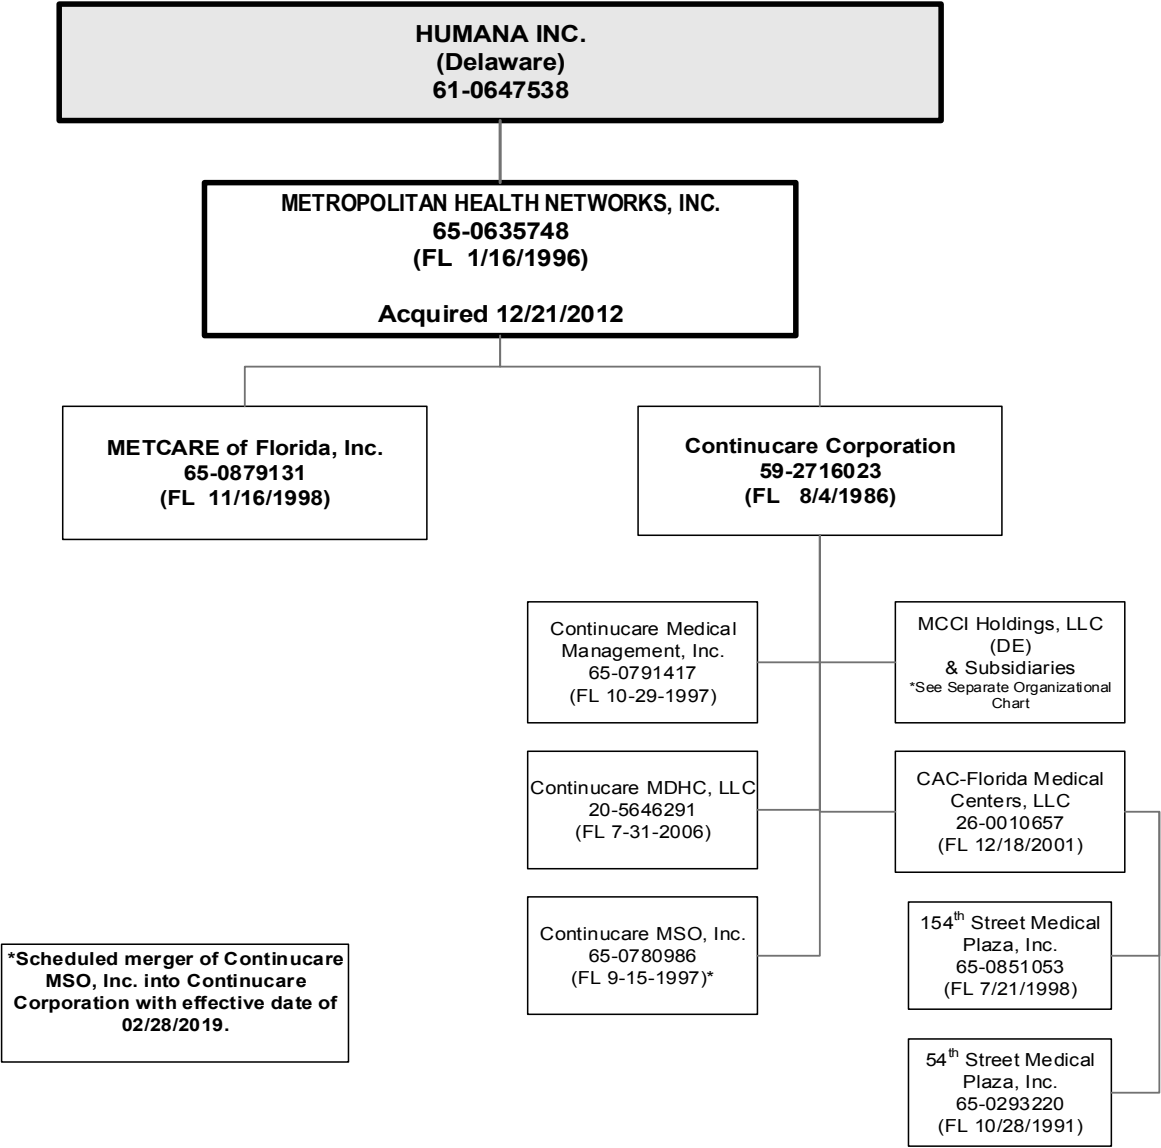 HUMANA INC.
(Delaware)
61-0647538
METROPOLITAN HEALTH NETWORKS, INC.
65-0635748
(FL 1/16/1996)
Acquired 12/21/2012
METCARE of Florida, Inc.
65-0879131
(FL 11/16/1998)
Continucare Corporation
59-2716023
(FL 8/4/1986)
Continucare Medical
Management, Inc.
65-0791417
(FL 10-29-1997)
MCCI Holdings, LLC
(DE)
& Subsidiaries
*See Separate Organizational
Chart
Continucare MDHC, LLC
20-5646291
(FL 7-31-2006)
CAC-Florida Medical
Centers, LLC
26-0010657
(FL 12/18/2001)
Continucare MSO, Inc.
65-0780986
(FL 9-15-1997)*
154th Street Medical
Plaza, Inc.
65-0851053
(FL 7/21/1998)
*Scheduled merger of Continucare
MSO, Inc. into Continucare
Corporation with effective date of
02/28/2019.
54th Street Medical
Plaza, Inc.
65-0293220
(FL 10/28/1991)